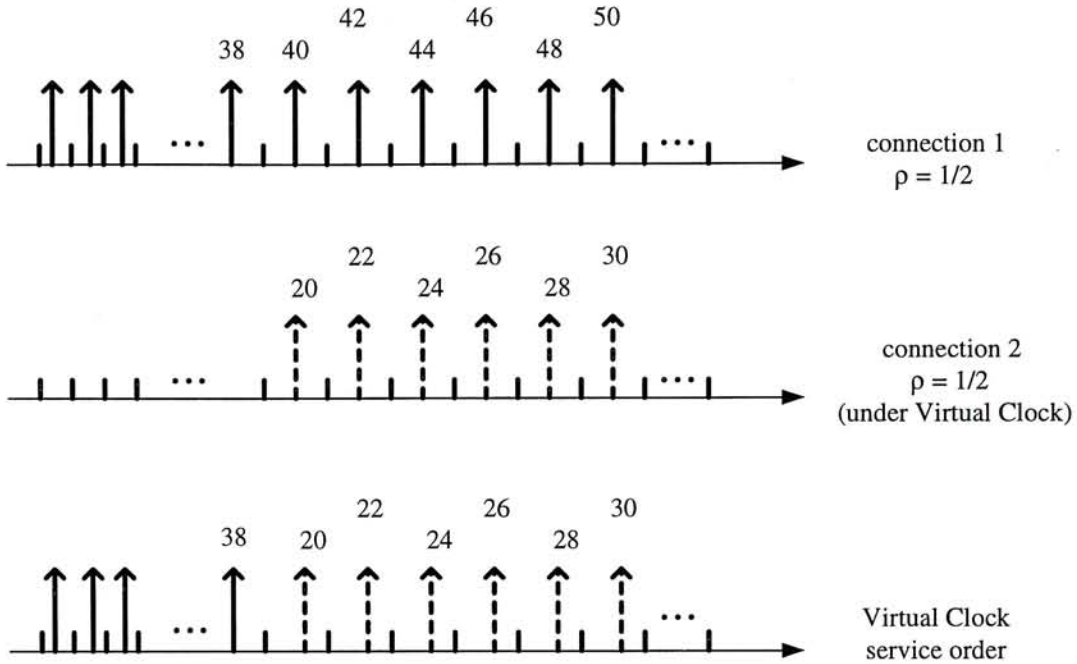 42 46 50
38 40 44 48
...
...
connection 1
ρ = 1/2
22 26 30
20 24 28
...
...
connection 2
ρ = 1/2
(under Virtual Clock)
22 26 30
38 20 24 28
...
...
Virtual Clock
service order